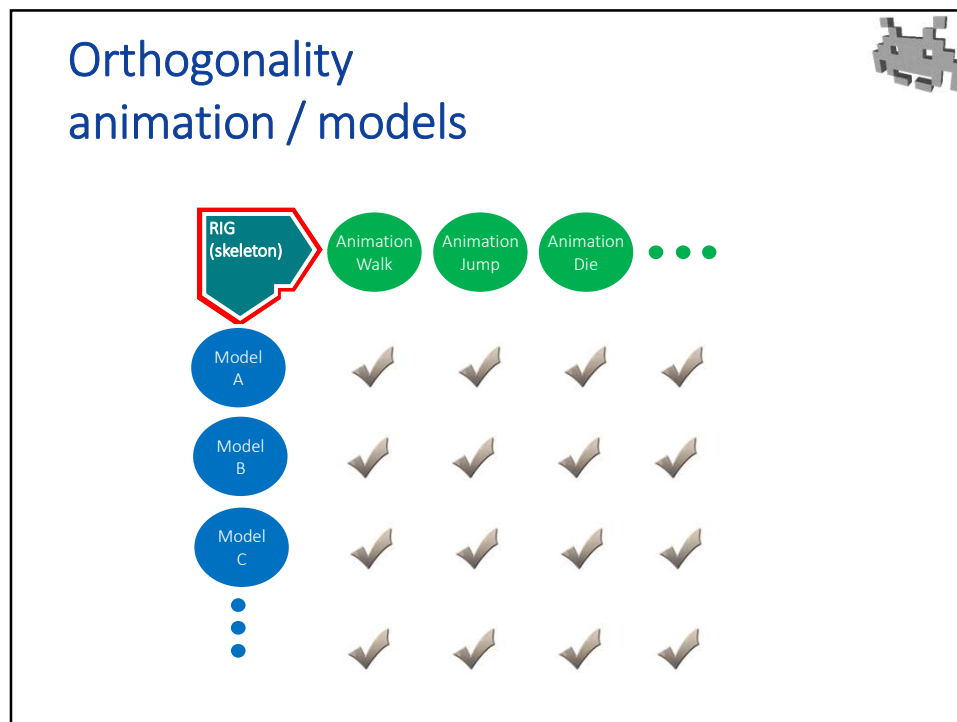 Orthogonality
animation / models
RIG
(skeleton)
Animation
Walk
Animation
Jump
Animation
Die
Model
A
Model
B
Model
C